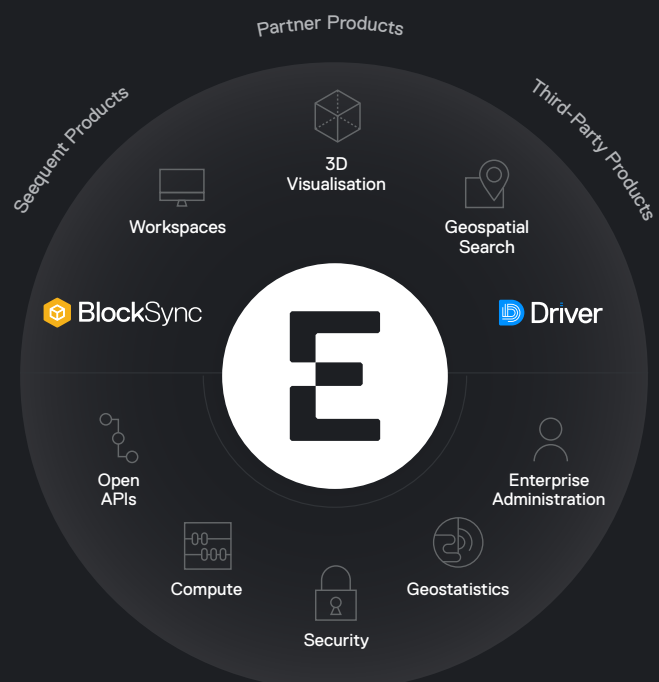 Partner Products
Seequent Products
Third-Party Products
3D
Visualisation
Workspaces
Geospatial
Search
BlockSync
Driver
E
Open
APIs
Enterprise
Administration
Compute
Geostatistics
Security